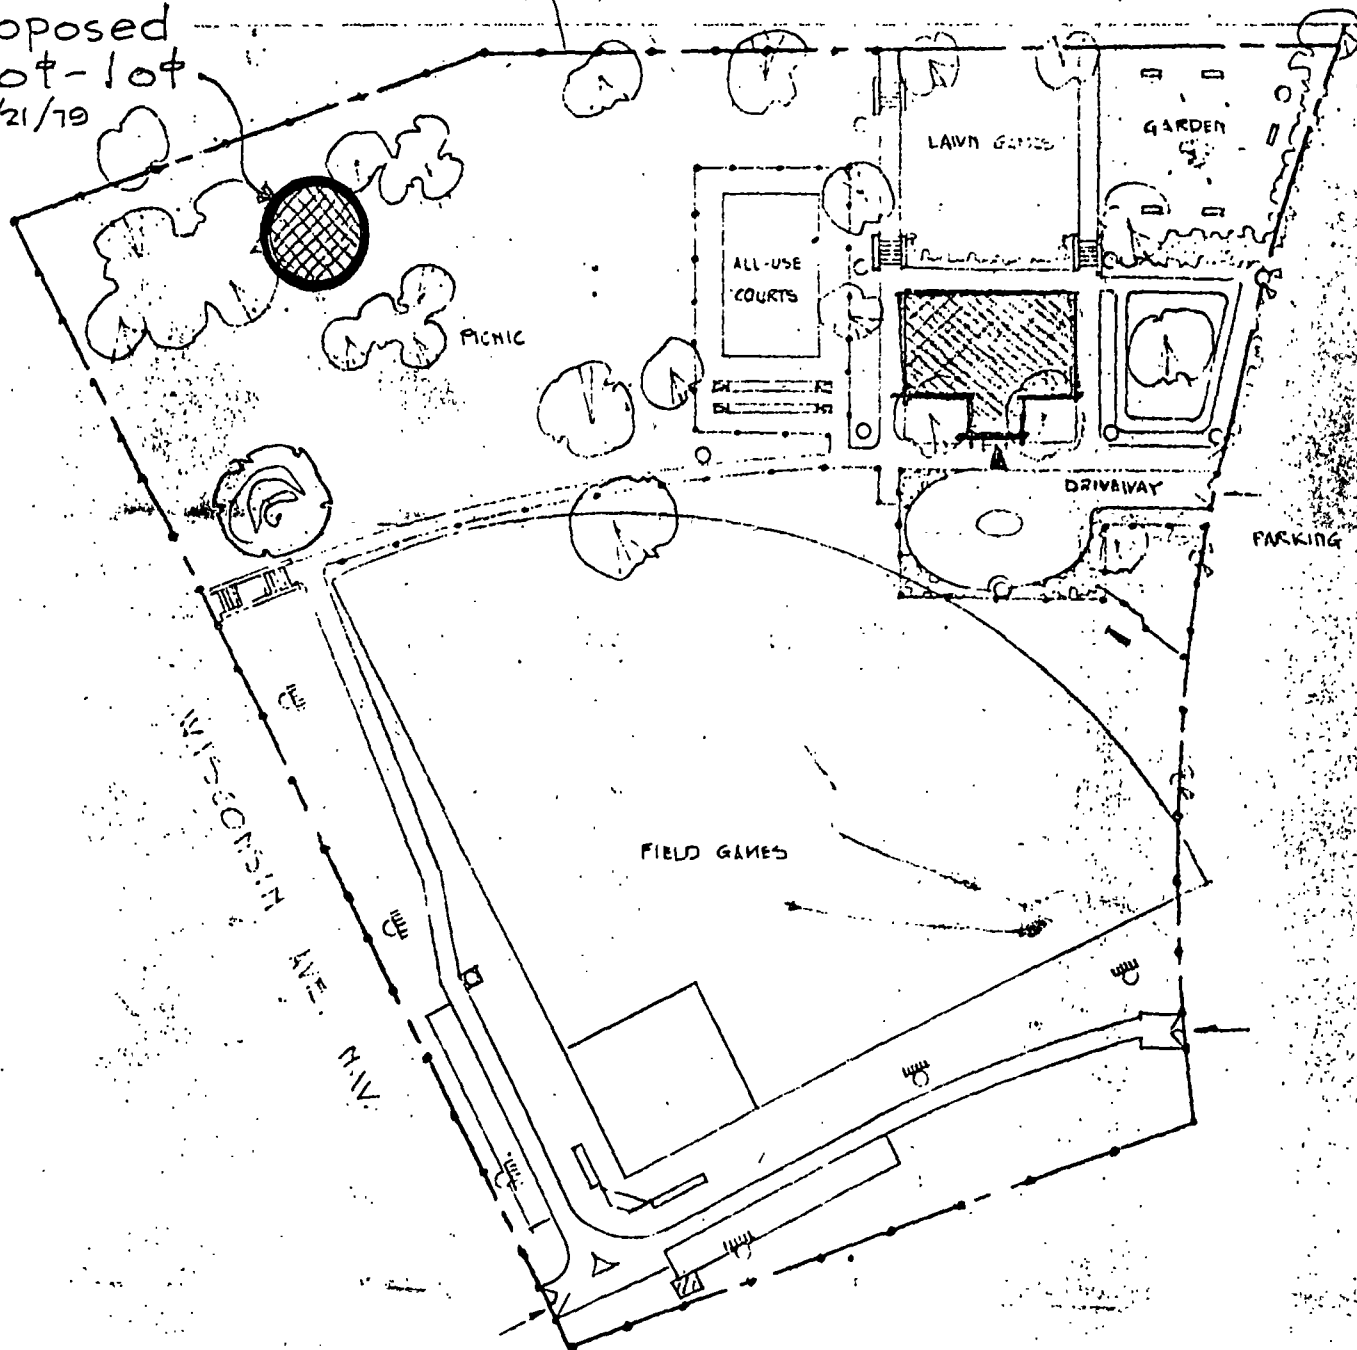 oposed
ot-lot
/21/79
LAWN GAMES
GARDEN
ALL-USE
COURTS
PICNIC
DRIVEWAY
PARKING
FIELD GAMES
WISCONSIN AVE. N.W.